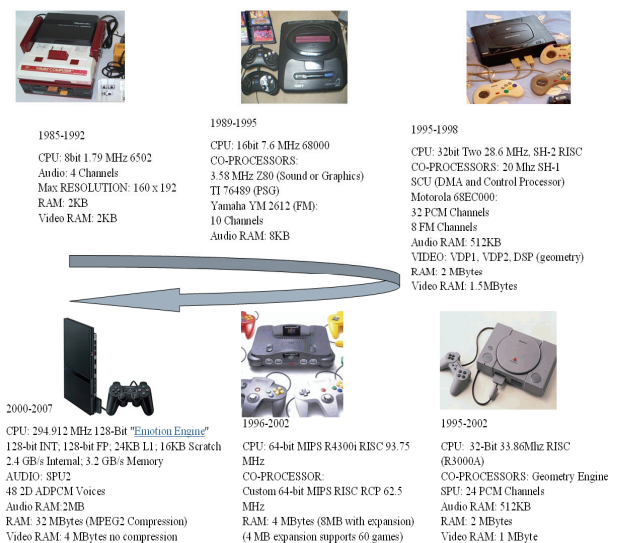 1985-1992
CPU: 8bit 1.79 MHz 6502
Audio: 4 Channels
Max RESOLUTION: 160 x 192
RAM: 2KB
Video RAM: 2KB
1989-1995
CPU: 16bit 7.6 MHz 68000
CO-PROCESSORS:
3.58 MHz Z80 (Sound or Graphics)
TI 76489 (PSG)
Yamaha YM 2612 (FM):
10 Channels
Audio RAM: 8KB
1995-1998
CPU: 32bit Two 28.6 MHz, SH-2 RISC
CO-PROCESSORS: 20 Mhz SH-1
SCU (DMA and Control Processor)
Motorola 68EC000:
32 PCM Channels
8 FM Channels
Audio RAM: 512KB
VIDEO: VDP1, VDP2, DSP (geometry)
RAM: 2 MBytes
Video RAM: 1.5MBytes
2000-2007
CPU: 294.912 MHz 128-Bit "Emotion Engine"
128-bit INT; 128-bit FP; 24KB L1; 16KB Scratch
2.4 GB/s Internal; 3.2 GB/s Memory
AUDIO: SPU2
48 2D ADPCM Voices
Audio RAM:2MB
RAM: 32 MBytes (MPEG2 Compression)
Video RAM: 4 MBytes no compression
1996-2002
CPU: 64-bit MIPS R4300i RISC 93.75
MHz
CO-PROCESSOR:
Custom 64-bit MIPS RISC RCP 62.5
MHz
RAM: 4 MBytes (8MB with expansion)
(4 MB expansion supports 60 games)
1995-2002
CPU: 32-Bit 33.86Mhz RISC
(R3000A)
CO-PROCESSORS: Geometry Engine
SPU: 24 PCM Channels
Audio RAM: 512KB
RAM: 2 MBytes
Video RAM: 1 MByte